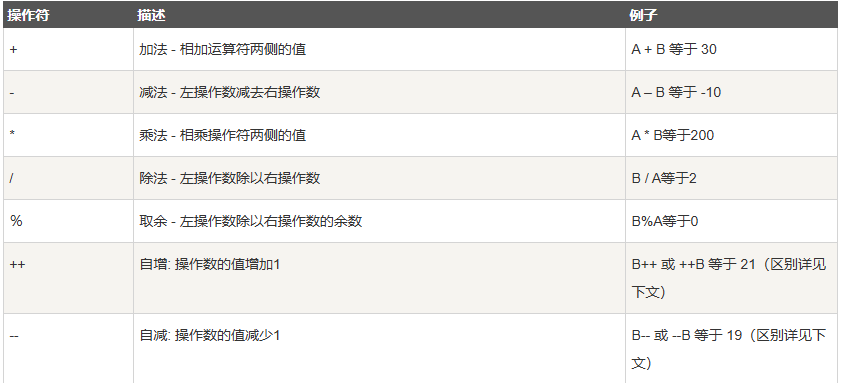 操作符 描述 例子
+ 加法 - 相加运算符两侧的值 A + B 等于 30
- 减法 - 左操作数减去右操作数 A – B 等于 -10
* 乘法 - 相乘操作符两侧的值 A * B等于200
/ 除法 - 左操作数除以右操作数 B / A等于2
% 取余 - 左操作数除以右操作数的余数 B%A等于0
++ 自增: 操作数的值增加1 B++ 或 ++B 等于 21（区别详见
下文）
-- 自减: 操作数的值减少1 B-- 或 --B 等于 19（区别详见下
文）